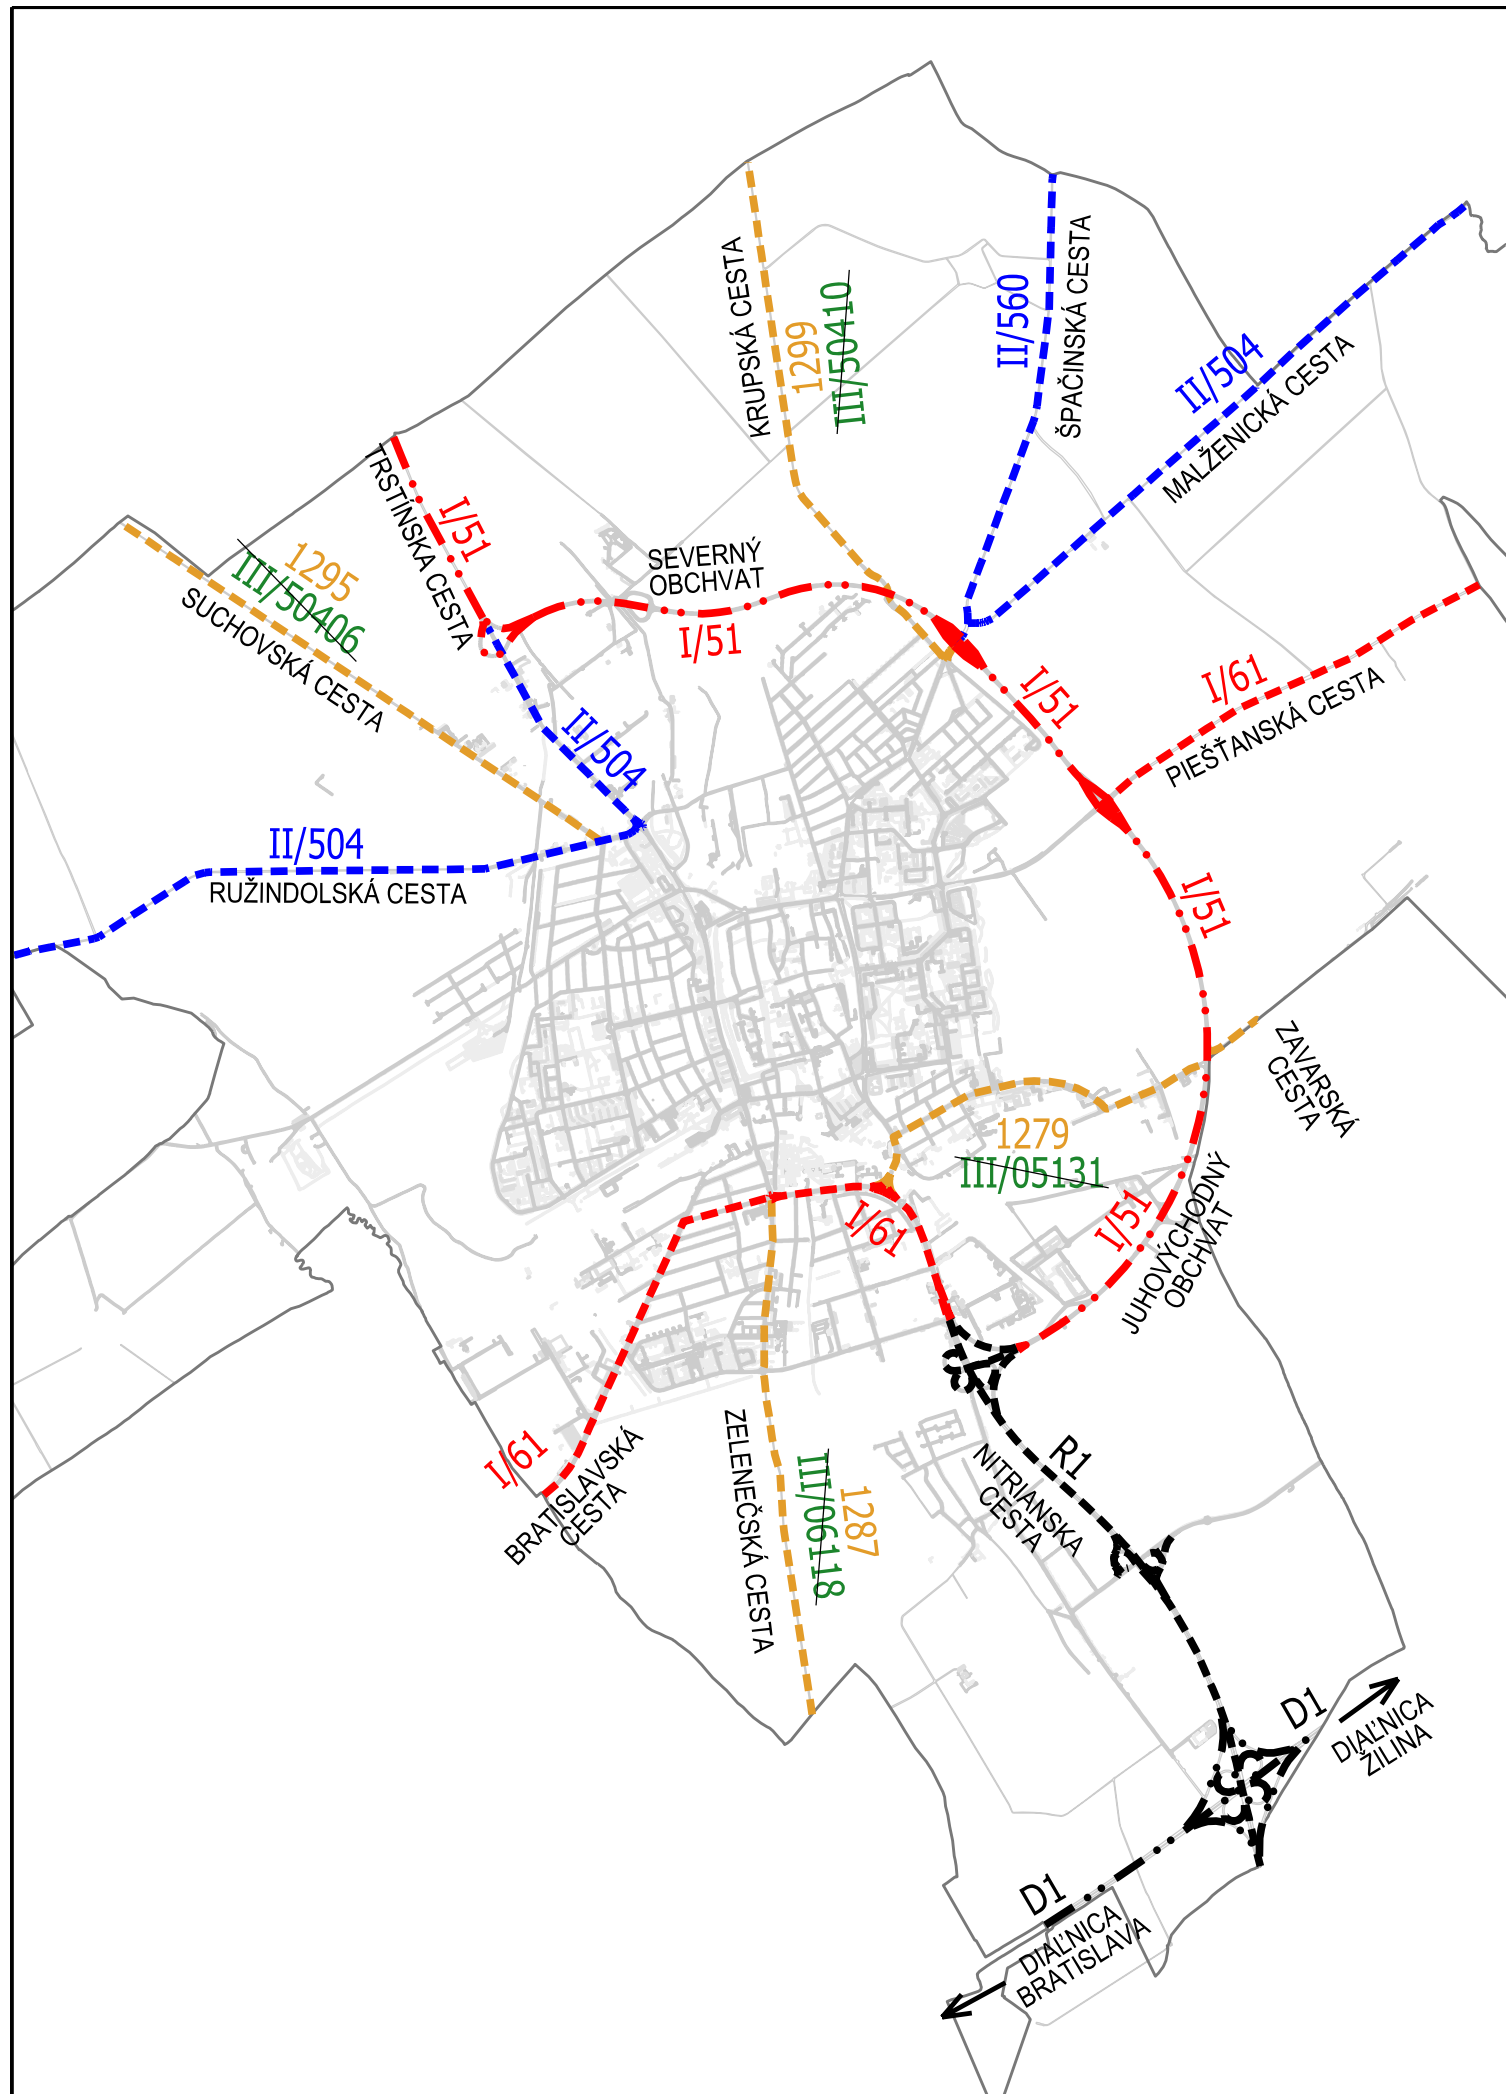 KRUPSKÁ CESTA
1299
III/50410
II/560
ŠPAČINSKÁ CESTA
II/504
MALŽENICKÁ CESTA
TRSTÍNSKA CESTA
I/51
1295
III/50406
SUCHOVSKÁ CESTA
SEVERNÝ
OBCHVAT
I/51
I/51
I/61
PIEŠŤANSKÁ CESTA
II/504
II/504
RUŽINDOLSKÁ CESTA
I/51
ZAVARSKÁ
CESTA
1279
III/05131
I/51
JUHOVÝCHODNÝ
OBCHVAT
I/61
I/61
BRATISLAVSKÁ
CESTA
ZELENEČSKÁ CESTA
III/06118
1287
R1
NITRIANSKA
CESTA
D1
DIAĽNICA
ŽILINA
D1
DIAĽNICA
BRATISLAVA